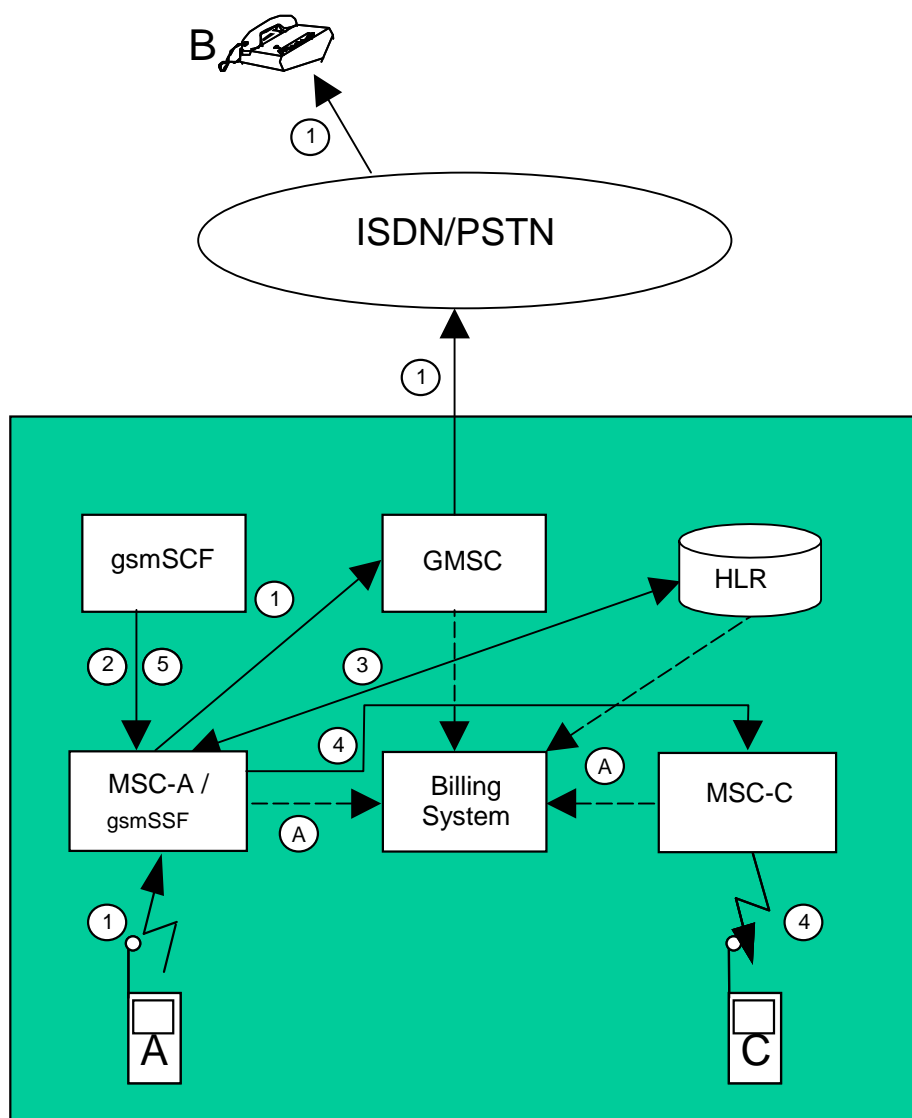 B
1
ISDN/PSTN
1
gsmSCF
GMSC
HLR
1
2
5
3
4
MSC-A /
gsmSSF
Billing
System
MSC-C
A
A
1
4
A
C